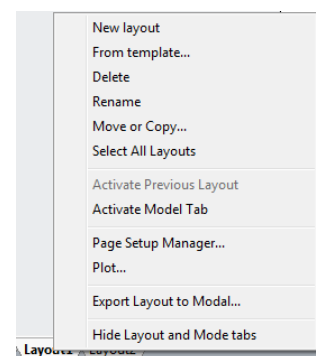 New layout
From template...
Delete
Rename
Move or Copy...
Select All Layouts
Activate Previous Layout
Activate Model Tab
Page Setup Manager...
Plot...
Export Layout to Modal...
Hide Layout and Mode tabs
Layout1 Layout2